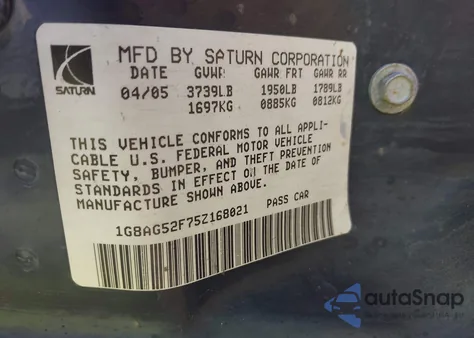 MFD BY SATURN CORPORATION
DATE GVWR GAWR FRT GAWR RR
04/05 3739LB 1950LB 1789LB
1697KG 0885KG 0812KG
SATURN
THIS VEHICLE CONFORMS TO ALL APPLI-
CABLE U.S. FEDERAL MOTOR VEHICLE
SAFETY, BUMPER, AND THEFT PREVENTION
STANDARDS IN EFFECT ON THE DATE OF
MANUFACTURE SHOWN ABOVE.
1G8AG52F75Z168021 PASS CAR
autoSnap